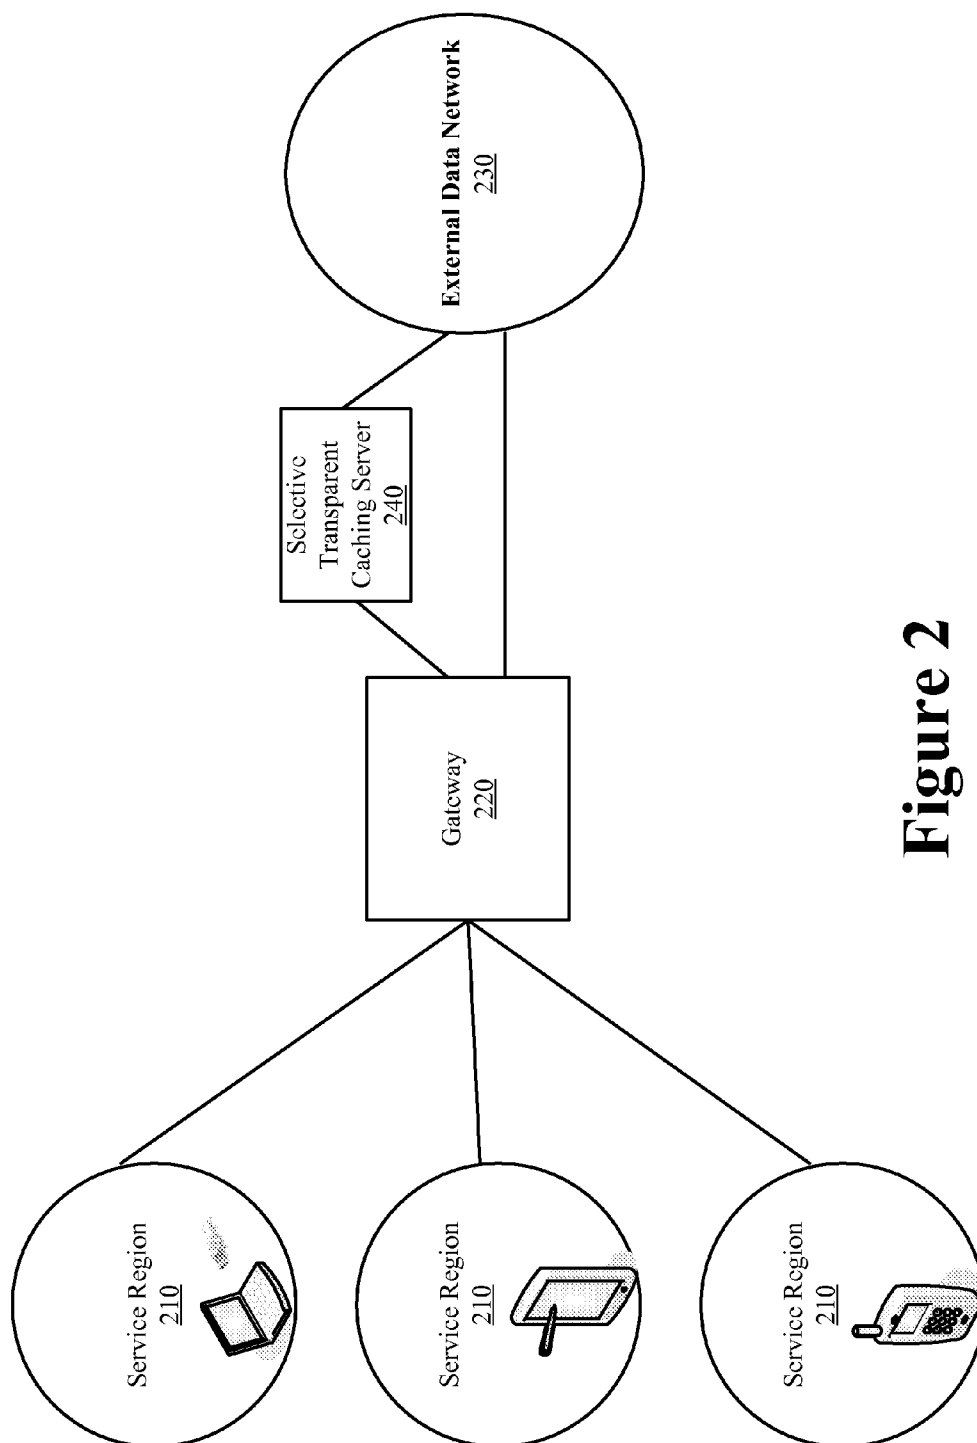 Service Region
210
Service Region
210
Service Region
210
Gateway
220
Selective
Transparent
Caching Server
240
External Data Network
230
Figure 2